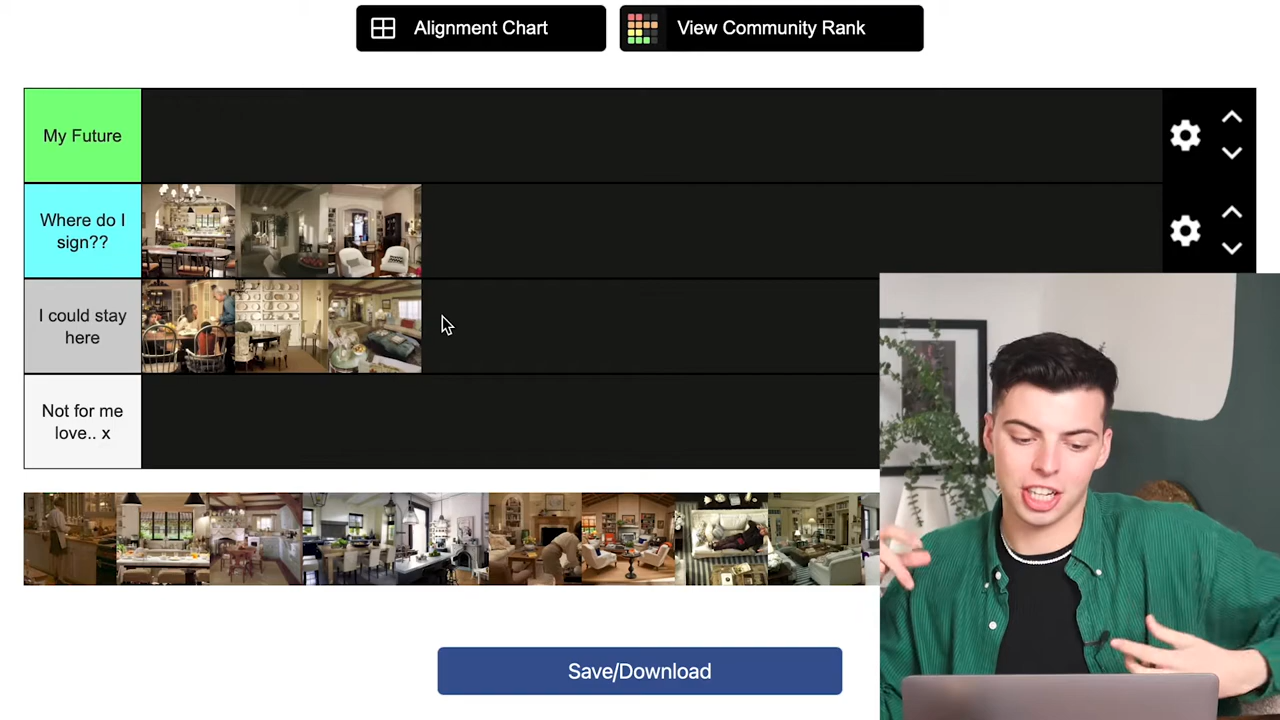 Alignment Chart
View Community Rank
My Future
Where do I
sign??
I could stay
here
Not for me
love.. x
Save/Download